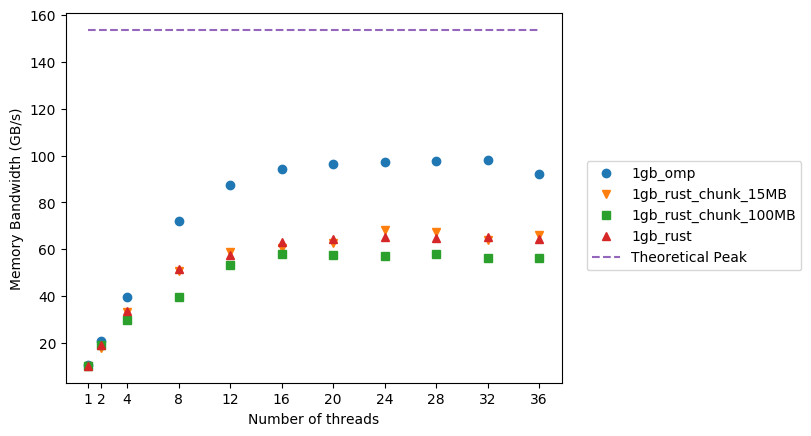 160
140
120
100
80
60
40
20
Memory Bandwidth (GB/s)
1 2 4 8 12 16 20 24 28 32 36
Number of threads
1gb_omp
1gb_rust_chunk_15MB
1gb_rust_chunk_100MB
1gb_rust
Theoretical Peak